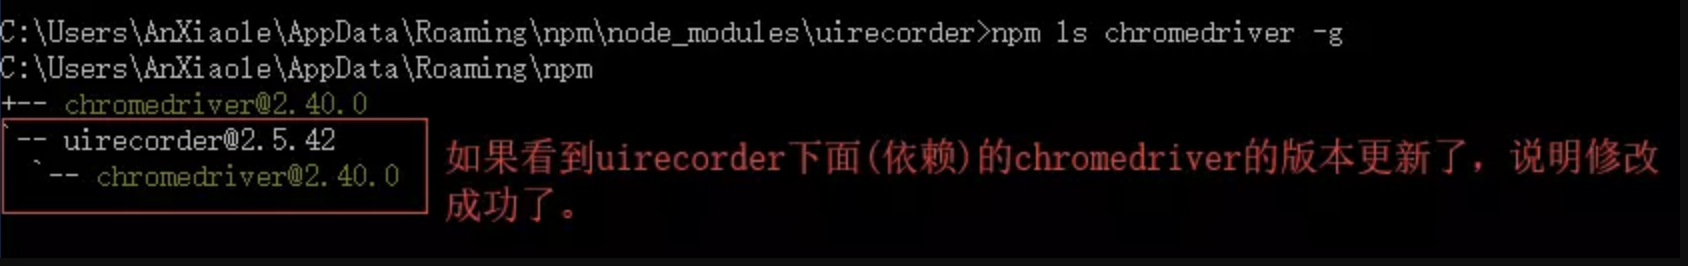 C:\Users\AnXiaole\AppData\Roaming\npm\node_modules\uirecorder>npm ls chromedriver -g
C:\Users\AnXiaole\AppData\Roaming\npm
+-- chromedriver@2.40.0
`-- uirecorder@2.5.42
`-- chromedriver@2.40.0
如果看到uirecorder下面(依赖)的chromedriver的版本更新了，说明修改
成功了。